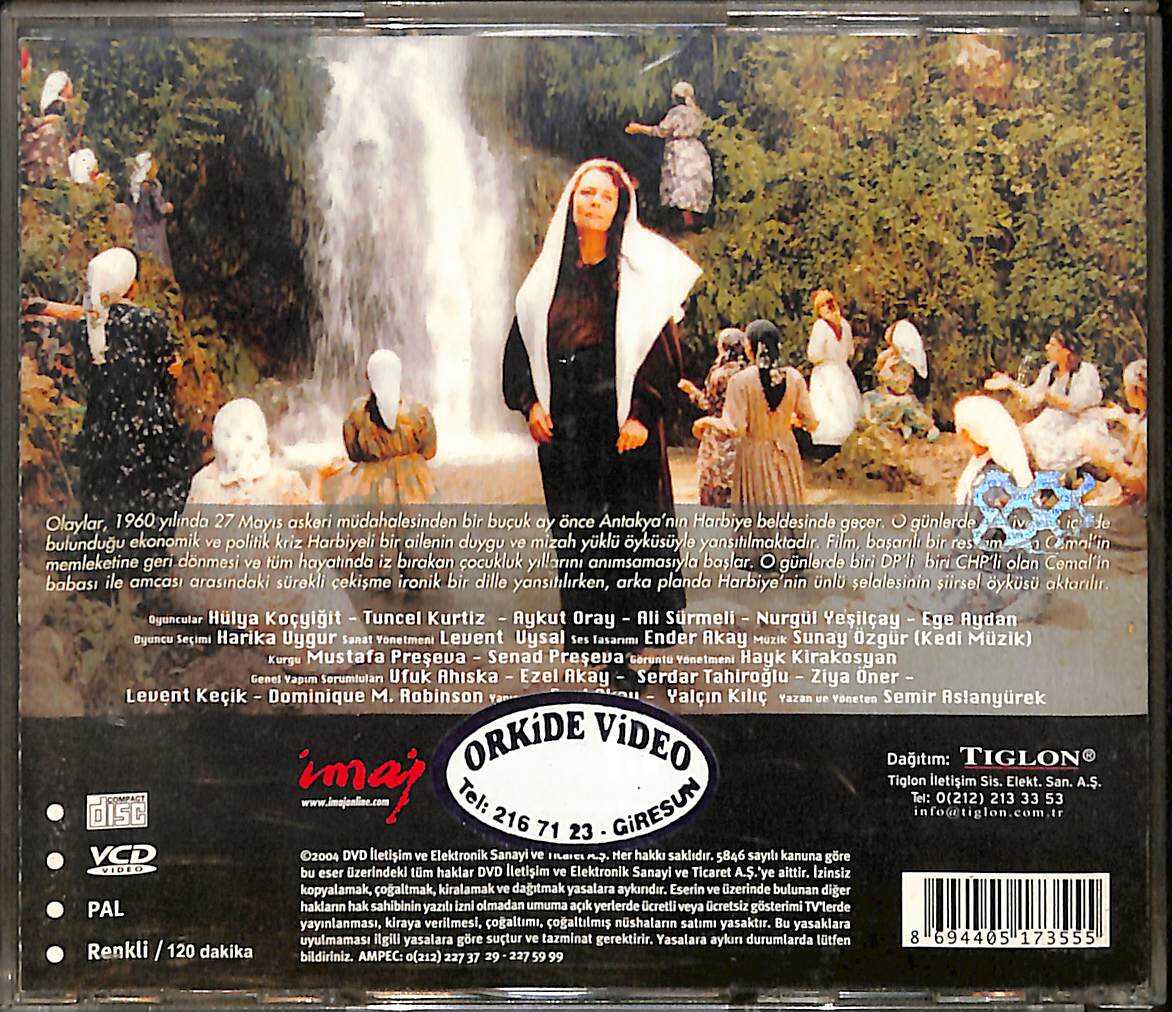 Olaylar, 1960 yılında 27 Mayıs askeri müdahalesinden bir buçuk ay önce Antakya'nın Harbiye beldesinde geçer. O günlerde
bulunduğu ekonomik ve politik kriz Harbiyeli bir ailenin duygu ve mizah yüklü öyküsüyle yansıtılmaktadır. Film, başarılı bir Cemal'in
memleketine geri dönmesi ve tüm hayatında iz bırakan çocukluk yıllarını anımsamasıyla başlar. O günlerde biri DP'li biri CHP'li olan Cemal'in
babası ile amcası arasındaki sürekli çekişme ironik bir dille yansıtılırken, arka planda Harbiye'nin ünlü şelalesinin şiirsel öyküsü aktarılır.
Oyuncular Hülya Koçyiğit - Tuncel Kurtiz - Aykut Oray - Ali Sürmeli - Nurgül Yeşilçay - Ege Aydan
Oyuncu Seçimi Harika Uygur Sanat Yönetmeni Levent Uysal Ses Tasarımı Ender Akay Müzik Sunay Özgür (Kedi Müzik)
Kurgu Mustafa Preşeva - Senad Preşeva Görüntü Yönetmeni Hayk Kirakosyan
Genel Yapım Sorumluları Ufuk Ahıska - Ezel Akay - Serdar Tahiroğlu - Ziya Öner -
Levent Keçik - Dominique M. Robinson - Yalçın Kılıç Yazan ve Yöneten Semir Aslanyürek
imaj
www.imajonline.com
ORKiDE ViDEO
Tel: 216 71 23 - GiRESUN
Dağıtım: TIGLON®
Tiglon İletişim Sis. Elekt. San. A.Ş.
Tel: 0(212) 213 33 53
info@tiglon.com.tr
COMPACT
disc
VCD
VIDEO
PAL
Renkli / 120 dakika
©2004 DVD İletişim ve Elektronik Sanayi ve Ticaret A.Ş. Her hakkı saklıdır. 5846 sayılı kanuna göre
bu eser üzerindeki tüm haklar DVD İletişim ve Elektronik Sanayi ve Ticaret A.Ş.'ye aittir. İzinsiz
kopyalamak, çoğaltmak, kiralamak ve dağıtmak yasalara aykırıdır. Eserin ve üzerinde bulunan diğer
hakların hak sahibinin yazılı izni olmadan umuma açık yerlerde ücretli veya ücretsiz gösterimi TV'lerde
yayınlanması, kiraya verilmesi, çoğaltımı, çoğaltılmış nüshaların satımı yasaktır. Bu yasaklara
uyulmaması ilgili yasalara göre suçtur ve tazminat gerektirir. Yasalara aykırı durumlarda lütfen
bildiriniz. AMPEC: 0(212) 227 37 29 - 227 59 99
8 694405 173555